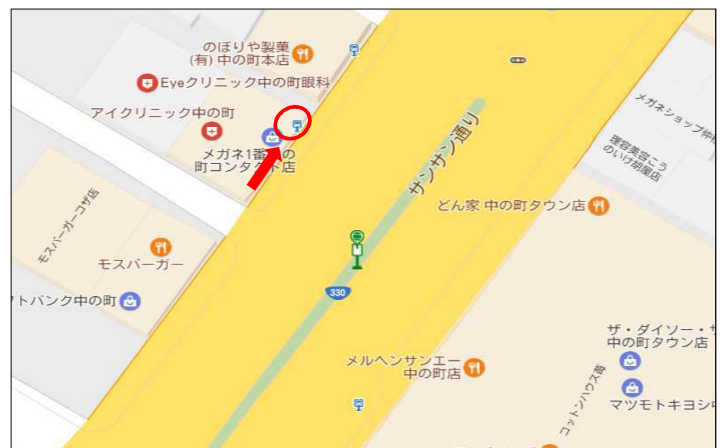 のぼりや製菓
(有) 中の町本店
Eyeクリニック中の町眼科
アイクリニック中の町
メガネ1番
の
町コンタクト店
モスバーガーコザ店
モスバーガー
フトバンク中の町
サンサン通り
330
メガネショップ仲
理容美容こう
のいけ胡屋店
どん家 中の町タウン店
ザ・ダイソー・サ
中の町タウン店
メルヘンサンエー
中の町店
コットンハウス苺
マツモトキヨシ